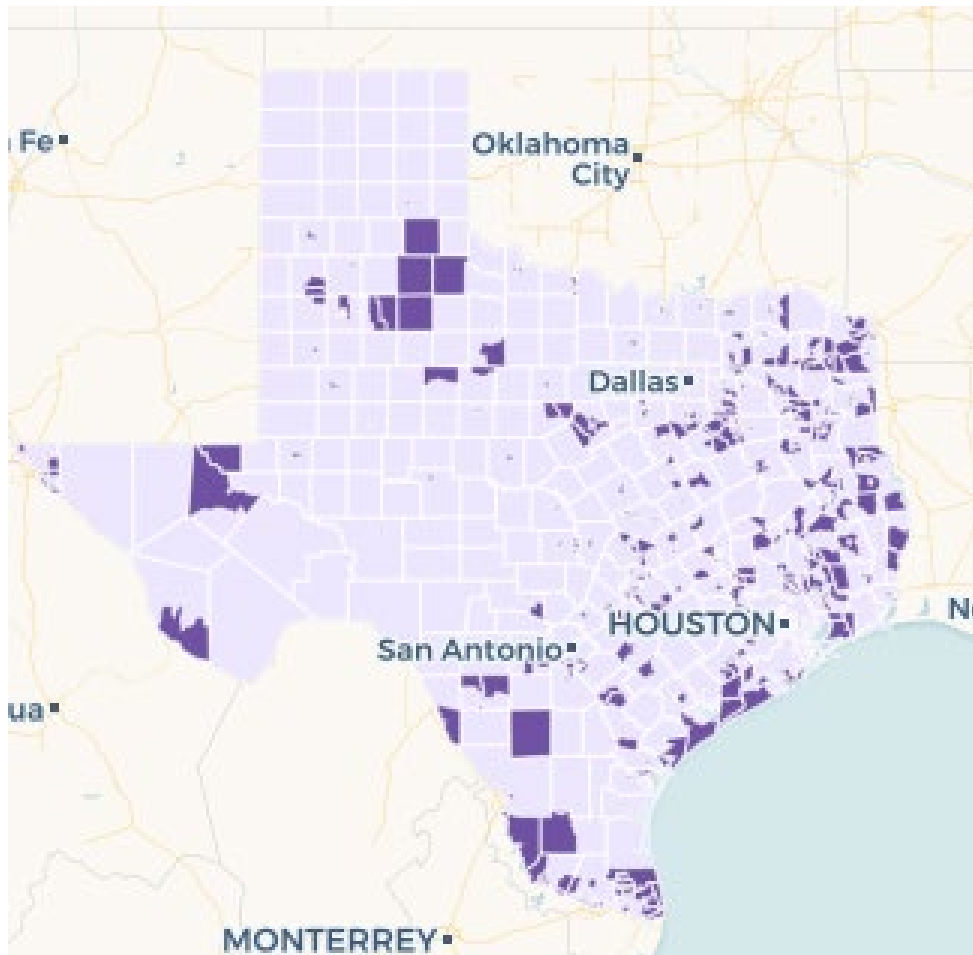 Fe
Oklahoma
City
Dallas
HOUSTON
N
San Antonio
ua
MONTERREY